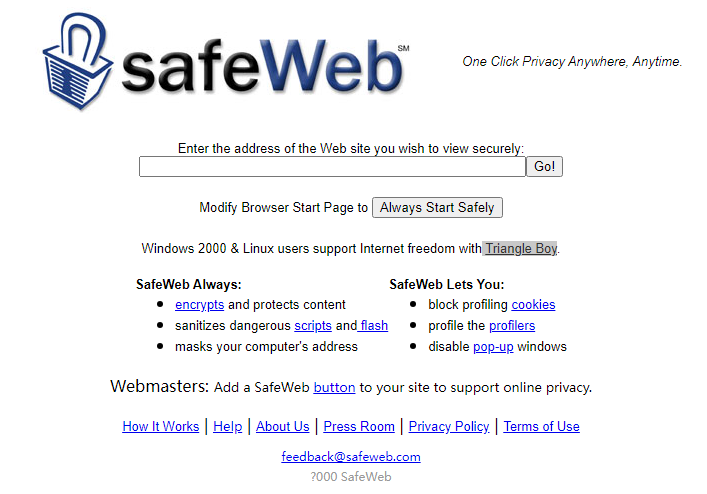 safeWeb SM
One Click Privacy Anywhere, Anytime.
Enter the address of the Web site you wish to view securely:
Go!
Modify Browser Start Page to Always Start Safely
Windows 2000 & Linux users support Internet freedom with Triangle Boy.
SafeWeb Always:
• encrypts and protects content
• sanitizes dangerous scripts and flash
• masks your computer's address
SafeWeb Lets You:
• block profiling cookies
• profile the profilers
• disable pop-up windows
Webmasters: Add a SafeWeb button to your site to support online privacy.
How It Works | Help | About Us | Press Room | Privacy Policy | Terms of Use
feedback@safeweb.com
?000 SafeWeb